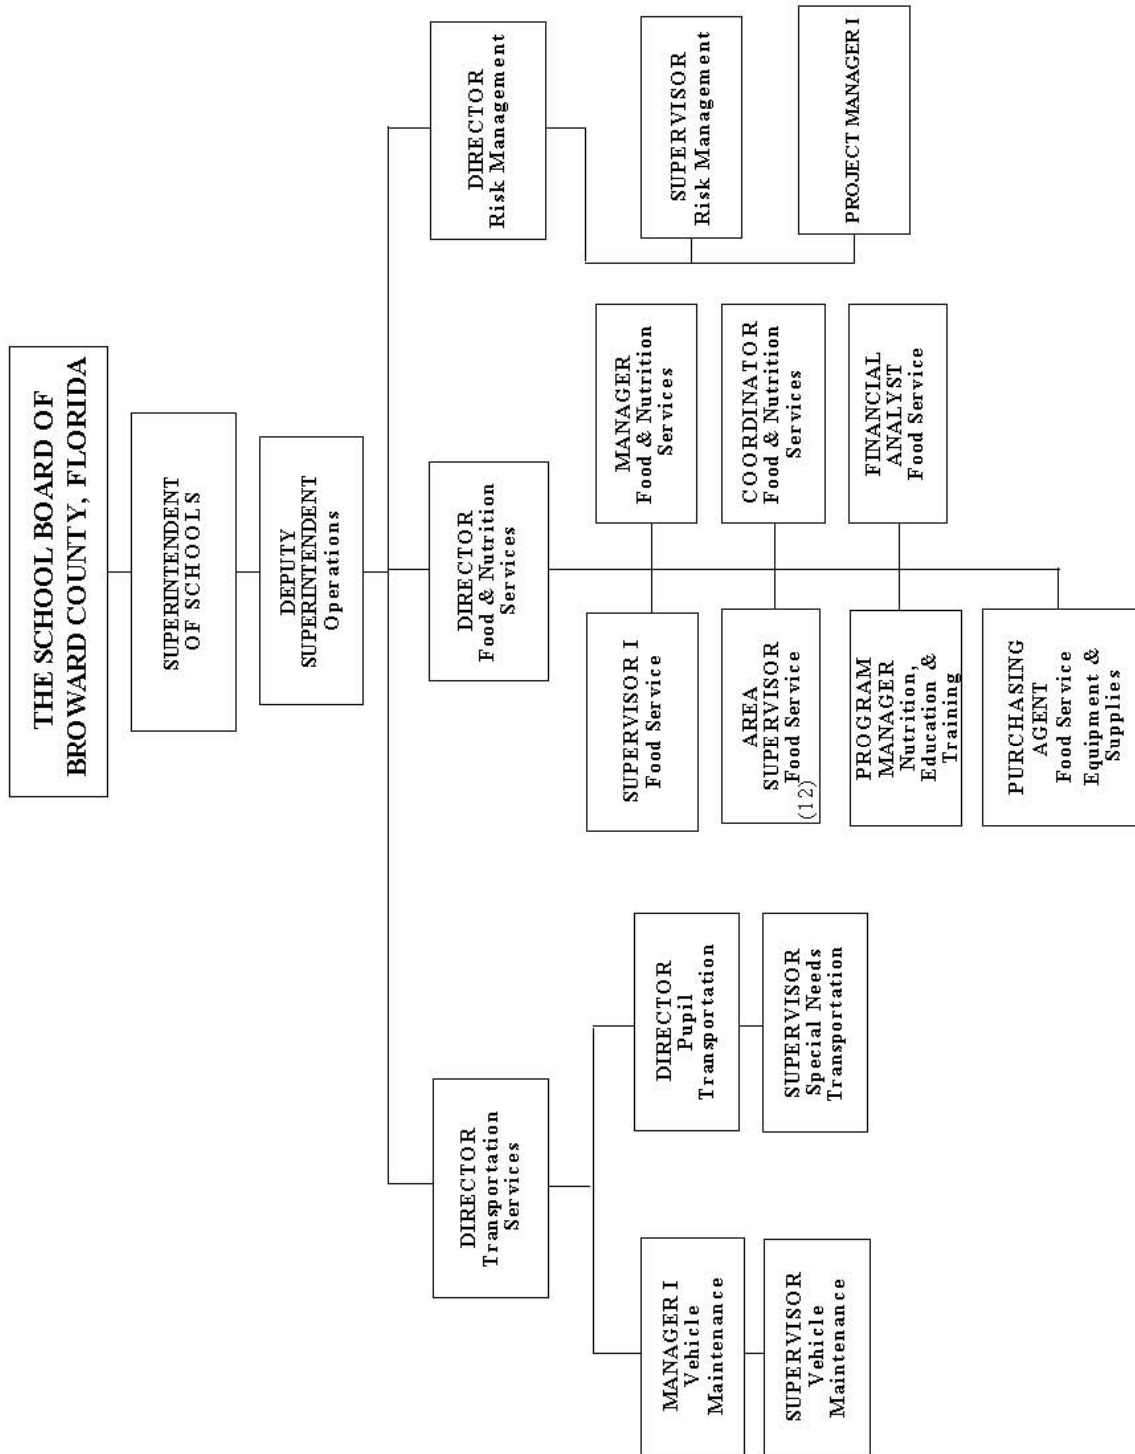 THE SCHOOL BOARD OF
BROWARD COUNTY, FLORIDA
SUPERINTENDENT
OF SCHOOLS
DEPUTY
SUPERINTENDENT
Operations
DIRECTOR
Transportation
Services
DIRECTOR
Food & Nutrition
Services
DIRECTOR
Risk Management
MANAGER I
Vehicle
Maintenance
SUPERVISOR
Vehicle
Maintenance
DIRECTOR
Pupil
Transportation
SUPERVISOR
Special Needs
Transportation
SUPERVISOR I
Food Service
MANAGER
Food & Nutrition
Services
AREA
SUPERVISOR
Food Service
(12)
COORDINATOR
Food & Nutrition
Services
PROGRAM
MANAGER
Nutrition,
Education &
Training
FINANCIAL
ANALYST
Food Service
PURCHASING
AGENT
Food Service
Equipment &
Supplies
SUPERVISOR
Risk Management
PROJECT MANAGER I